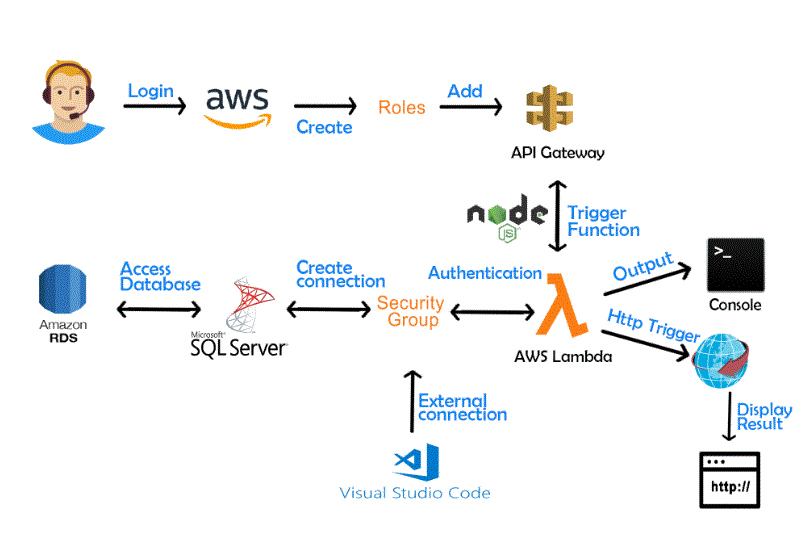 Login
aws
Create
Roles
Add
API Gateway
node
JS
Trigger
Function
Access
Database
Amazon
RDS
Microsoft®
SQL Server®
Create
connection
Security
Group
Authentication
AWS Lambda
Output
>_
Console
Http Trigger
Display
Result
http://
External
connection
Visual Studio Code